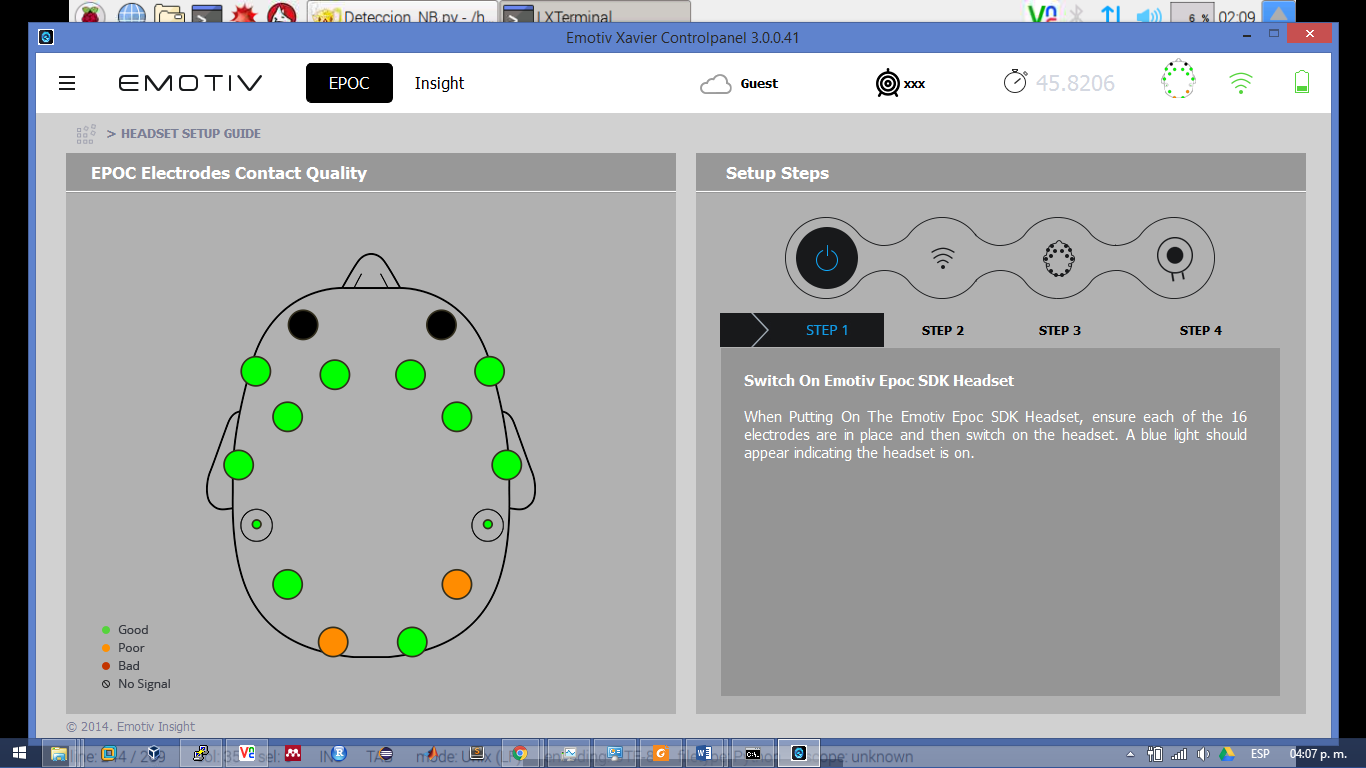 Deteccion_NB.py - /h
LXTerminal
6 %
02:09
Emotiv Xavier Controlpanel 3.0.0.41
EMOTIV
EPOC
Insight
Guest
xxx
45.8206
> HEADSET SETUP GUIDE
EPOC Electrodes Contact Quality
Good
Poor
Bad
No Signal
Setup Steps
STEP 1
STEP 2
STEP 3
STEP 4
Switch On Emotiv Epoc SDK Headset
When Putting On The Emotiv Epoc SDK Headset, ensure each of the 16
electrodes are in place and then switch on the headset. A blue light should
appear indicating the headset is on.
© 2014. Emotiv Insight
mode: Unix (LF)
unknown
ESP
04:07 p. m.